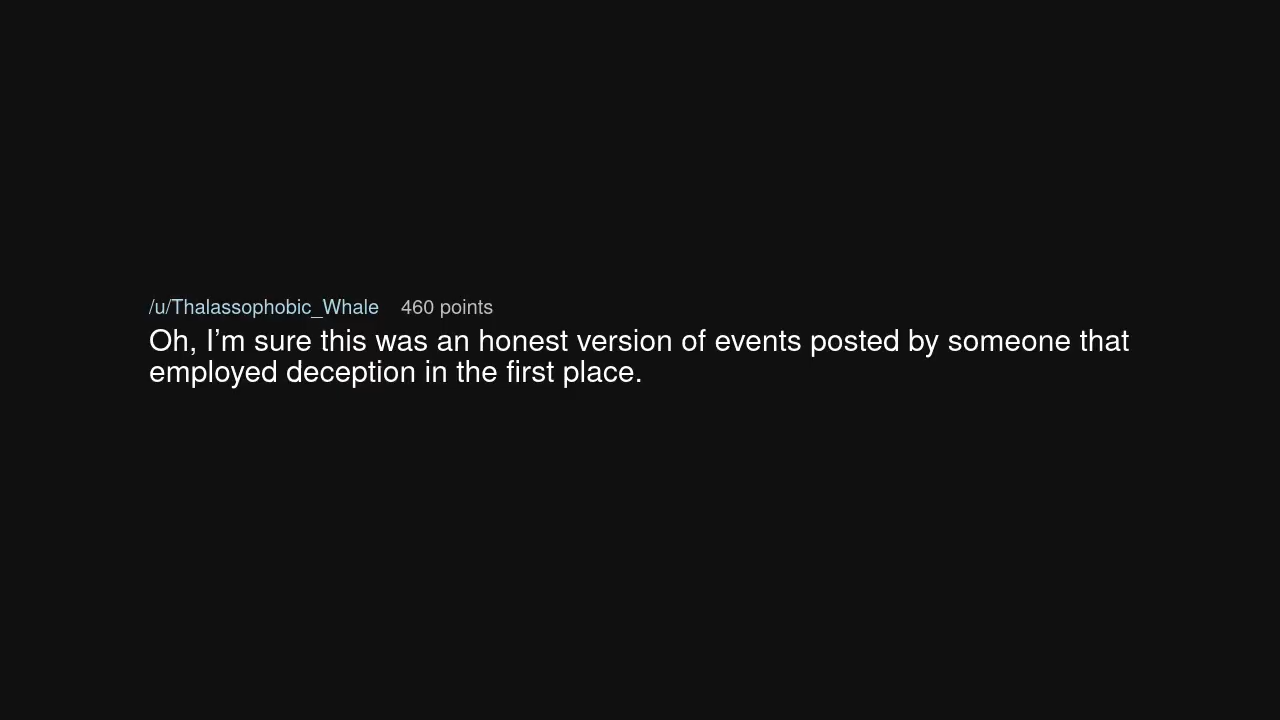 /u/Thalassophobic_Whale 460 points
Oh, I’m sure this was an honest version of events posted by someone that
employed deception in the first place.